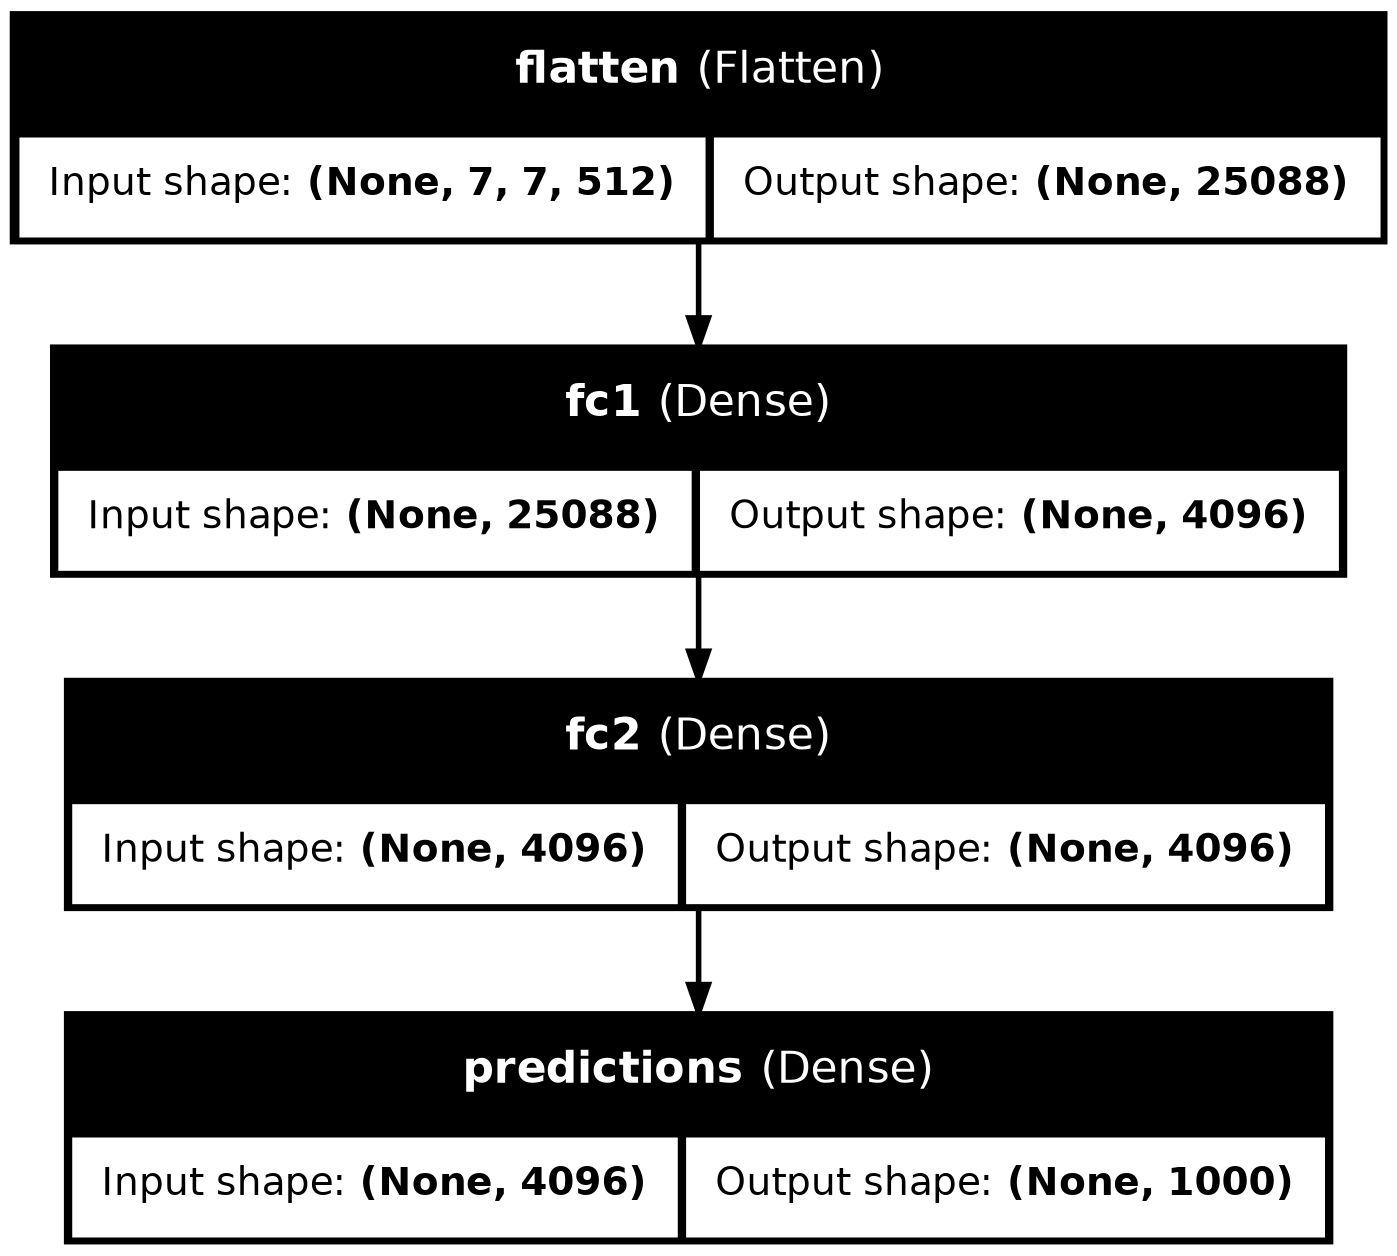 flatten (Flatten)
Input shape: (None, 7, 7, 512) Output shape: (None, 25088)
fc1 (Dense)
Input shape: (None, 25088) Output shape: (None, 4096)
fc2 (Dense)
Input shape: (None, 4096) Output shape: (None, 4096)
predictions (Dense)
Input shape: (None, 4096) Output shape: (None, 1000)